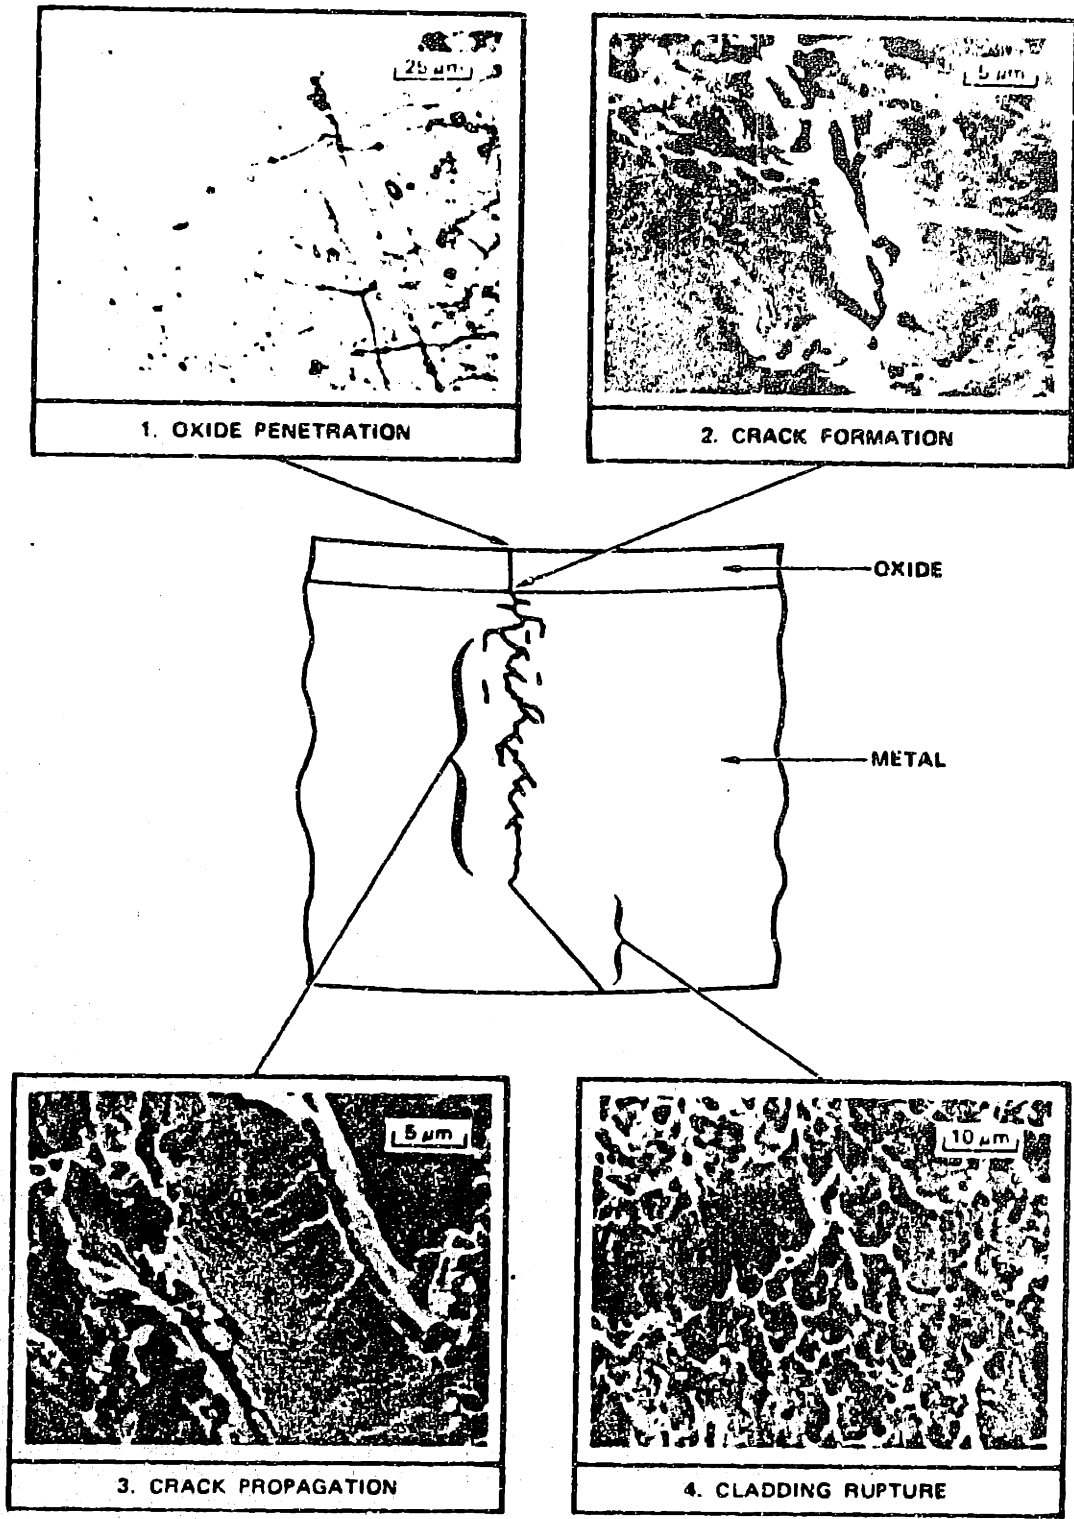 25 µm
5 µm
1. OXIDE PENETRATION
2. CRACK FORMATION
OXIDE
METAL
5 µm
10 µm
3. CRACK PROPAGATION
4. CLADDING RUPTURE